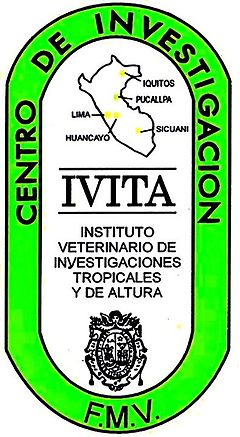 CENTRO DE INVESTIGACION
IQUITOS
PUCALLPA
LIMA
HUANCAYO
SICUANI
IVITA
INSTITUTO
VETERINARIO DE
INVESTIGACIONES
TROPICALES
Y DE ALTURA
F.M.V.